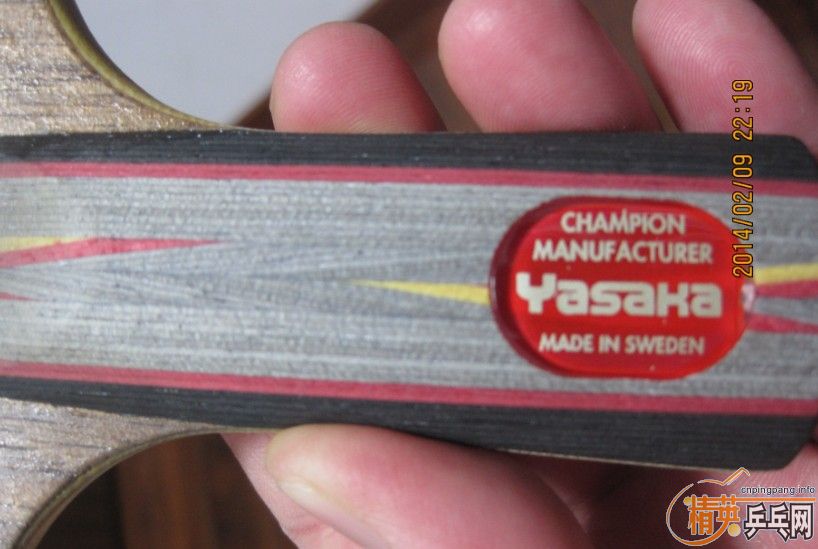 CHAMPION
MANUFACTURER
Yasaka
MADE IN SWEDEN
2014/02/09 22:19
cnpingpang.info
精英乒乓网